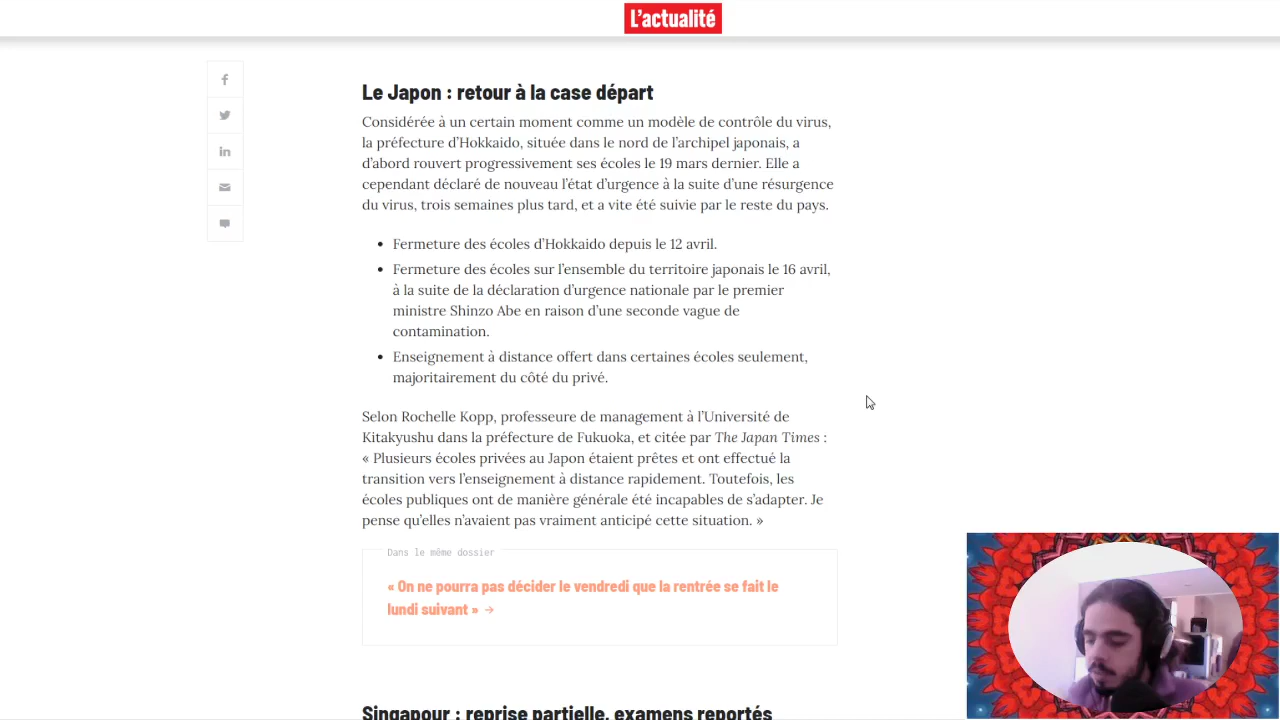 L'actualité
Le Japon : retour à la case départ
Considérée à un certain moment comme un modèle de contrôle du virus,
la préfecture d’Hokkaido, située dans le nord de l’archipel japonais, a
d’abord rouvert progressivement ses écoles le 19 mars dernier. Elle a
cependant déclaré de nouveau l’état d’urgence à la suite d’une résurgence
du virus, trois semaines plus tard, et a vite été suivie par le reste du pays.
Fermeture des écoles d’Hokkaido depuis le 12 avril.
Fermeture des écoles sur l’ensemble du territoire japonais le 16 avril,
à la suite de la déclaration d’urgence nationale par le premier
ministre Shinzo Abe en raison d’une seconde vague de
contamination.
Enseignement à distance offert dans certaines écoles seulement,
majoritairement du côté du privé.
Selon Rochelle Kopp, professeure de management à l’Université de
Kitakyushu dans la préfecture de Fukuoka, et citée par The Japan Times :
« Plusieurs écoles privées au Japon étaient prêtes et ont effectué la
transition vers l’enseignement à distance rapidement. Toutefois, les
écoles publiques ont de manière générale été incapables de s’adapter. Je
pense qu’elles n’avaient pas vraiment anticipé cette situation. »
Dans le même dossier
« On ne pourra pas décider le vendredi que la rentrée se fait le
lundi suivant » →
Singapour : reprise partielle, examens reportés